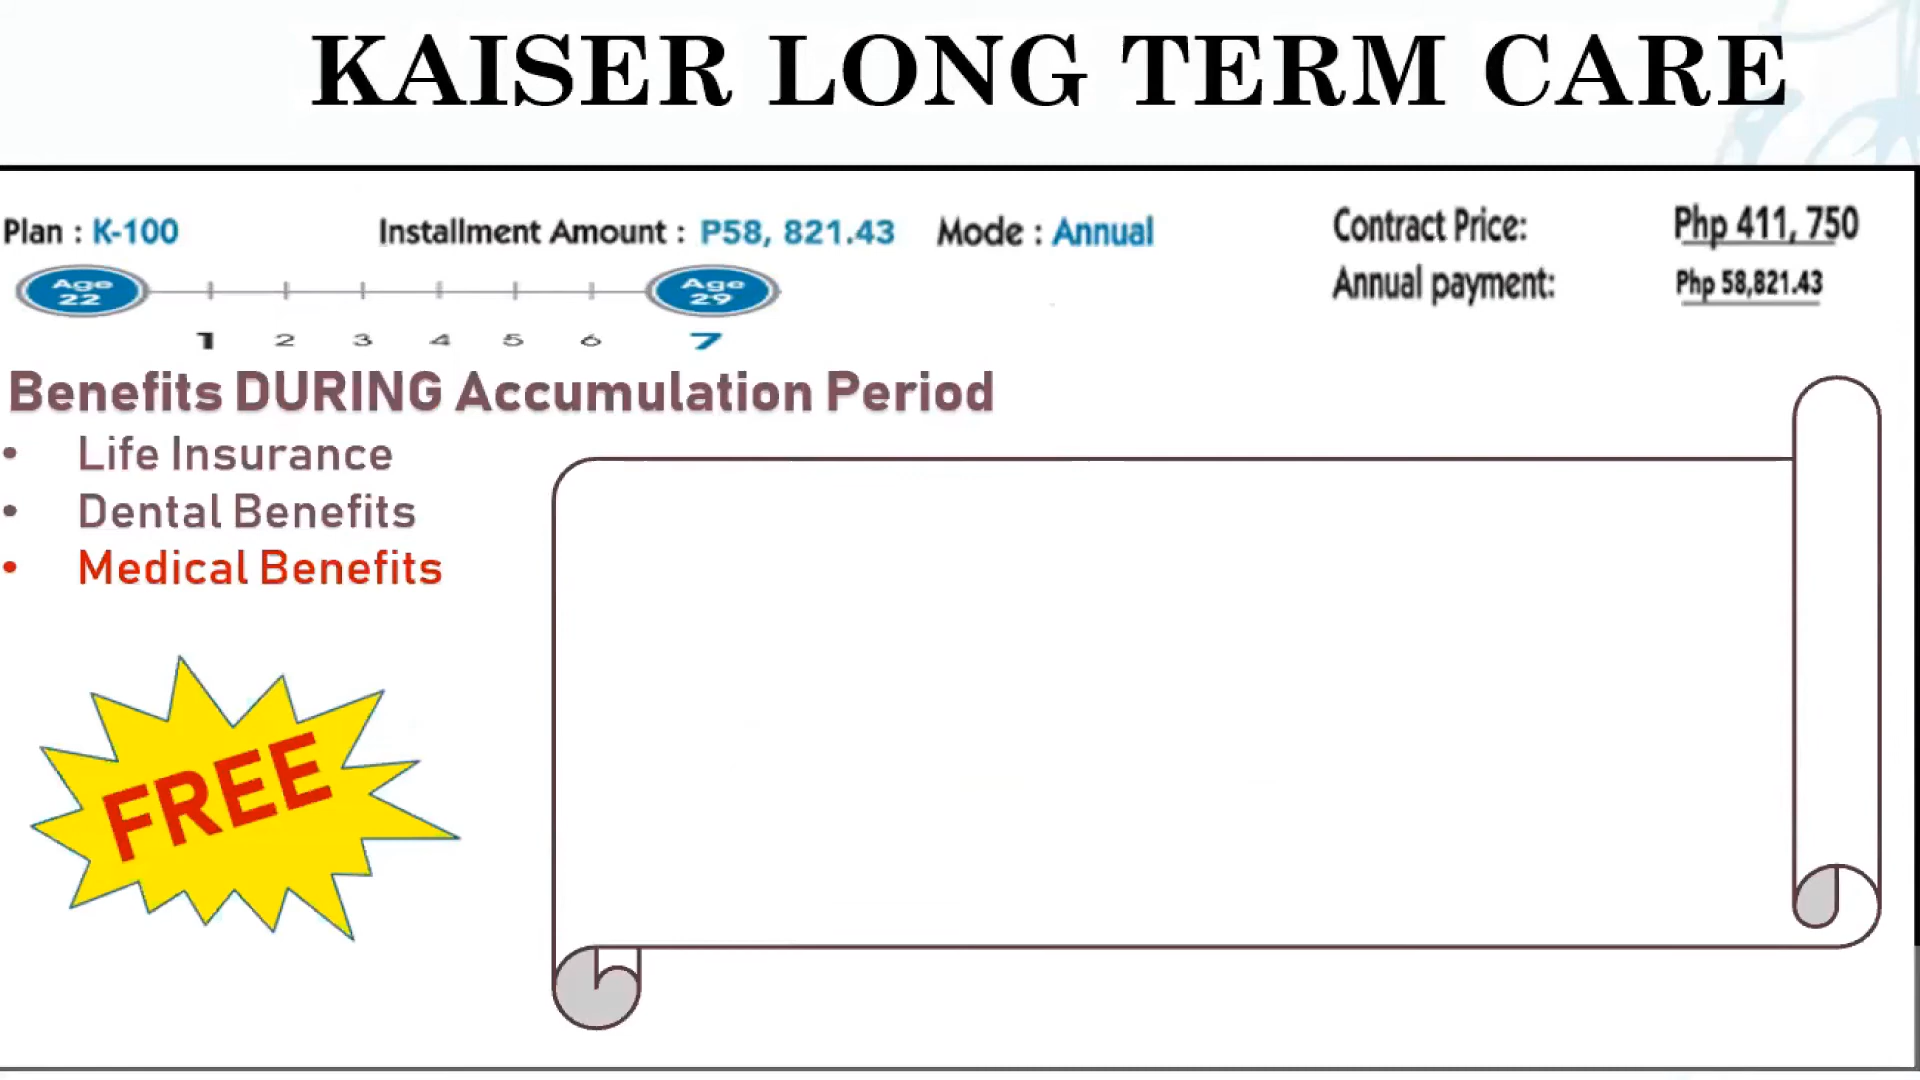 KAISER LONG TERM CARE
Plan : K-100 Installment Amount : P58, 821.43 Mode : Annual
Contract Price: Php 411, 750
Annual payment: Php 58,821.43
Age 22
Age 29
1 2 3 4 5 6 7
Benefits DURING Accumulation Period
• Life Insurance
• Dental Benefits
• Medical Benefits
FREE